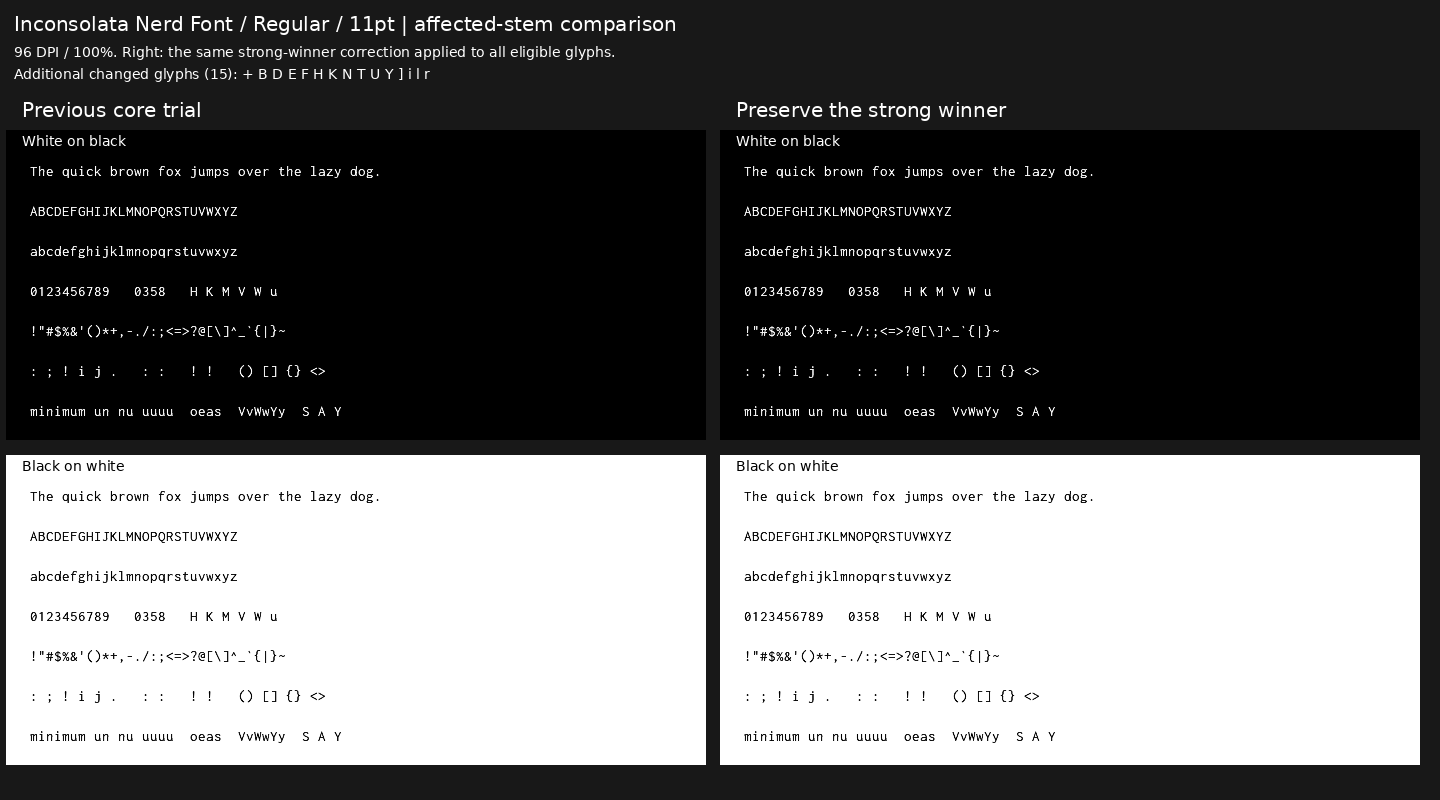 Inconsolata Nerd Font / Regular / 11pt | affected-stem comparison
96 DPI / 100%. Right: the same strong-winner correction applied to all eligible glyphs.
Additional changed glyphs (15): + B D E F H K N T U Y ] i l r
Previous core trial
White on black
The quick brown fox jumps over the lazy dog.
ABCDEFGHIJKLMNOPQRSTUVWXYZ
abcdefghijklmnopqrstuvwxyz
0123456789   0358   H K M V W u
!"#$%&'()*+,-./:;<=>?@[\]^_`{|}~
: ; ! i j .   : :   ! !   () [] {} <>
minimum un nu uuuu  oeas  VvWwYy  S A Y
Black on white
The quick brown fox jumps over the lazy dog.
ABCDEFGHIJKLMNOPQRSTUVWXYZ
abcdefghijklmnopqrstuvwxyz
0123456789   0358   H K M V W u
!"#$%&'()*+,-./:;<=>?@[\]^_`{|}~
: ; ! i j .   : :   ! !   () [] {} <>
minimum un nu uuuu  oeas  VvWwYy  S A Y
Preserve the strong winner
White on black
The quick brown fox jumps over the lazy dog.
ABCDEFGHIJKLMNOPQRSTUVWXYZ
abcdefghijklmnopqrstuvwxyz
0123456789   0358   H K M V W u
!"#$%&'()*+,-./:;<=>?@[\]^_`{|}~
: ; ! i j .   : :   ! !   () [] {} <>
minimum un nu uuuu  oeas  VvWwYy  S A Y
Black on white
The quick brown fox jumps over the lazy dog.
ABCDEFGHIJKLMNOPQRSTUVWXYZ
abcdefghijklmnopqrstuvwxyz
0123456789   0358   H K M V W u
!"#$%&'()*+,-./:;<=>?@[\]^_`{|}~
: ; ! i j .   : :   ! !   () [] {} <>
minimum un nu uuuu  oeas  VvWwYy  S A Y